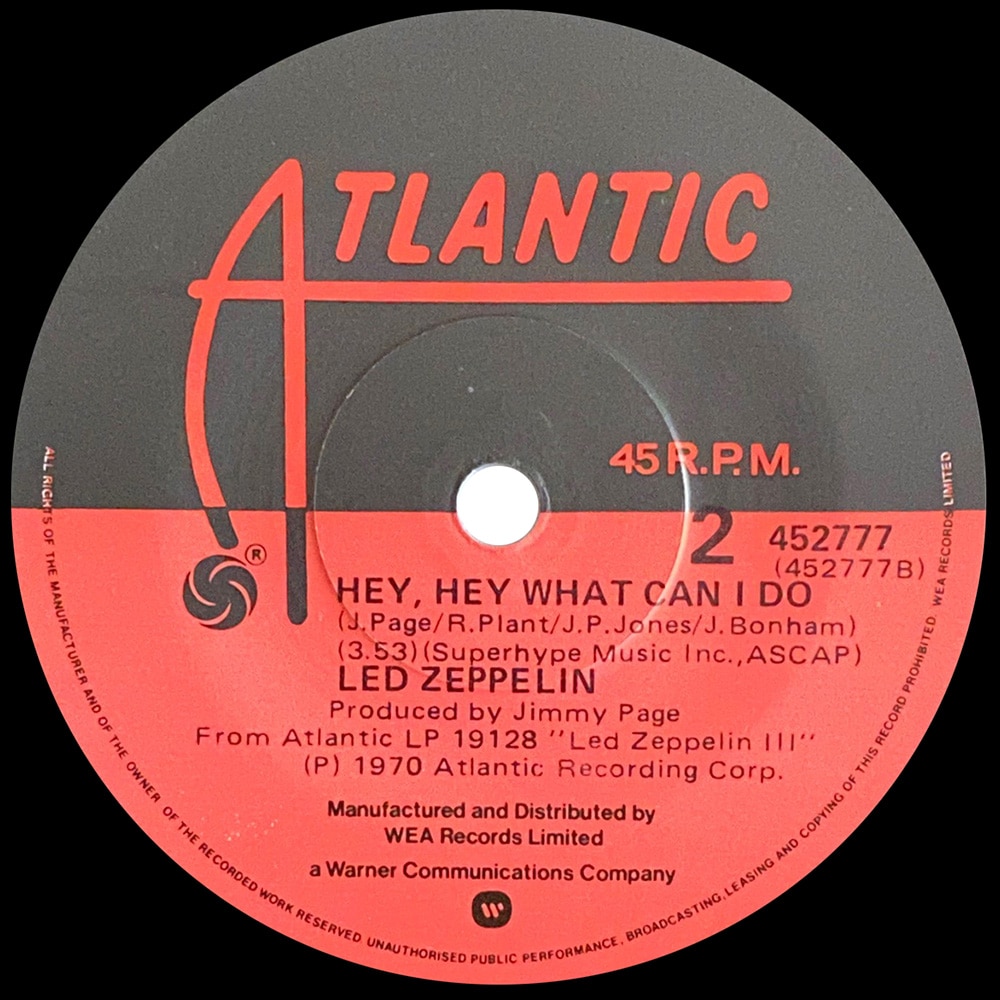 ATLANTIC
45 R.P.M.
2 452777
(452777B)
®
HEY, HEY WHAT CAN I DO
(J.Page/R.Plant/J.P.Jones/J.Bonham)
(3.53)(Superhype Music Inc.,ASCAP)
LED ZEPPELIN
Produced by Jimmy Page
From Atlantic LP 19128 "Led Zeppelin III"
(P) 1970 Atlantic Recording Corp.
Manufactured and Distributed by
WEA Records Limited
a Warner Communications Company
ALL RIGHTS OF THE MANUFACTURER AND OF THE OWNER OF THE RECORDED WORK RESERVED. UNAUTHORISED PUBLIC PERFORMANCE, BROADCASTING, LEASING AND COPYING OF THIS RECORD PROHIBITED. WEA RECORDS LIMITED